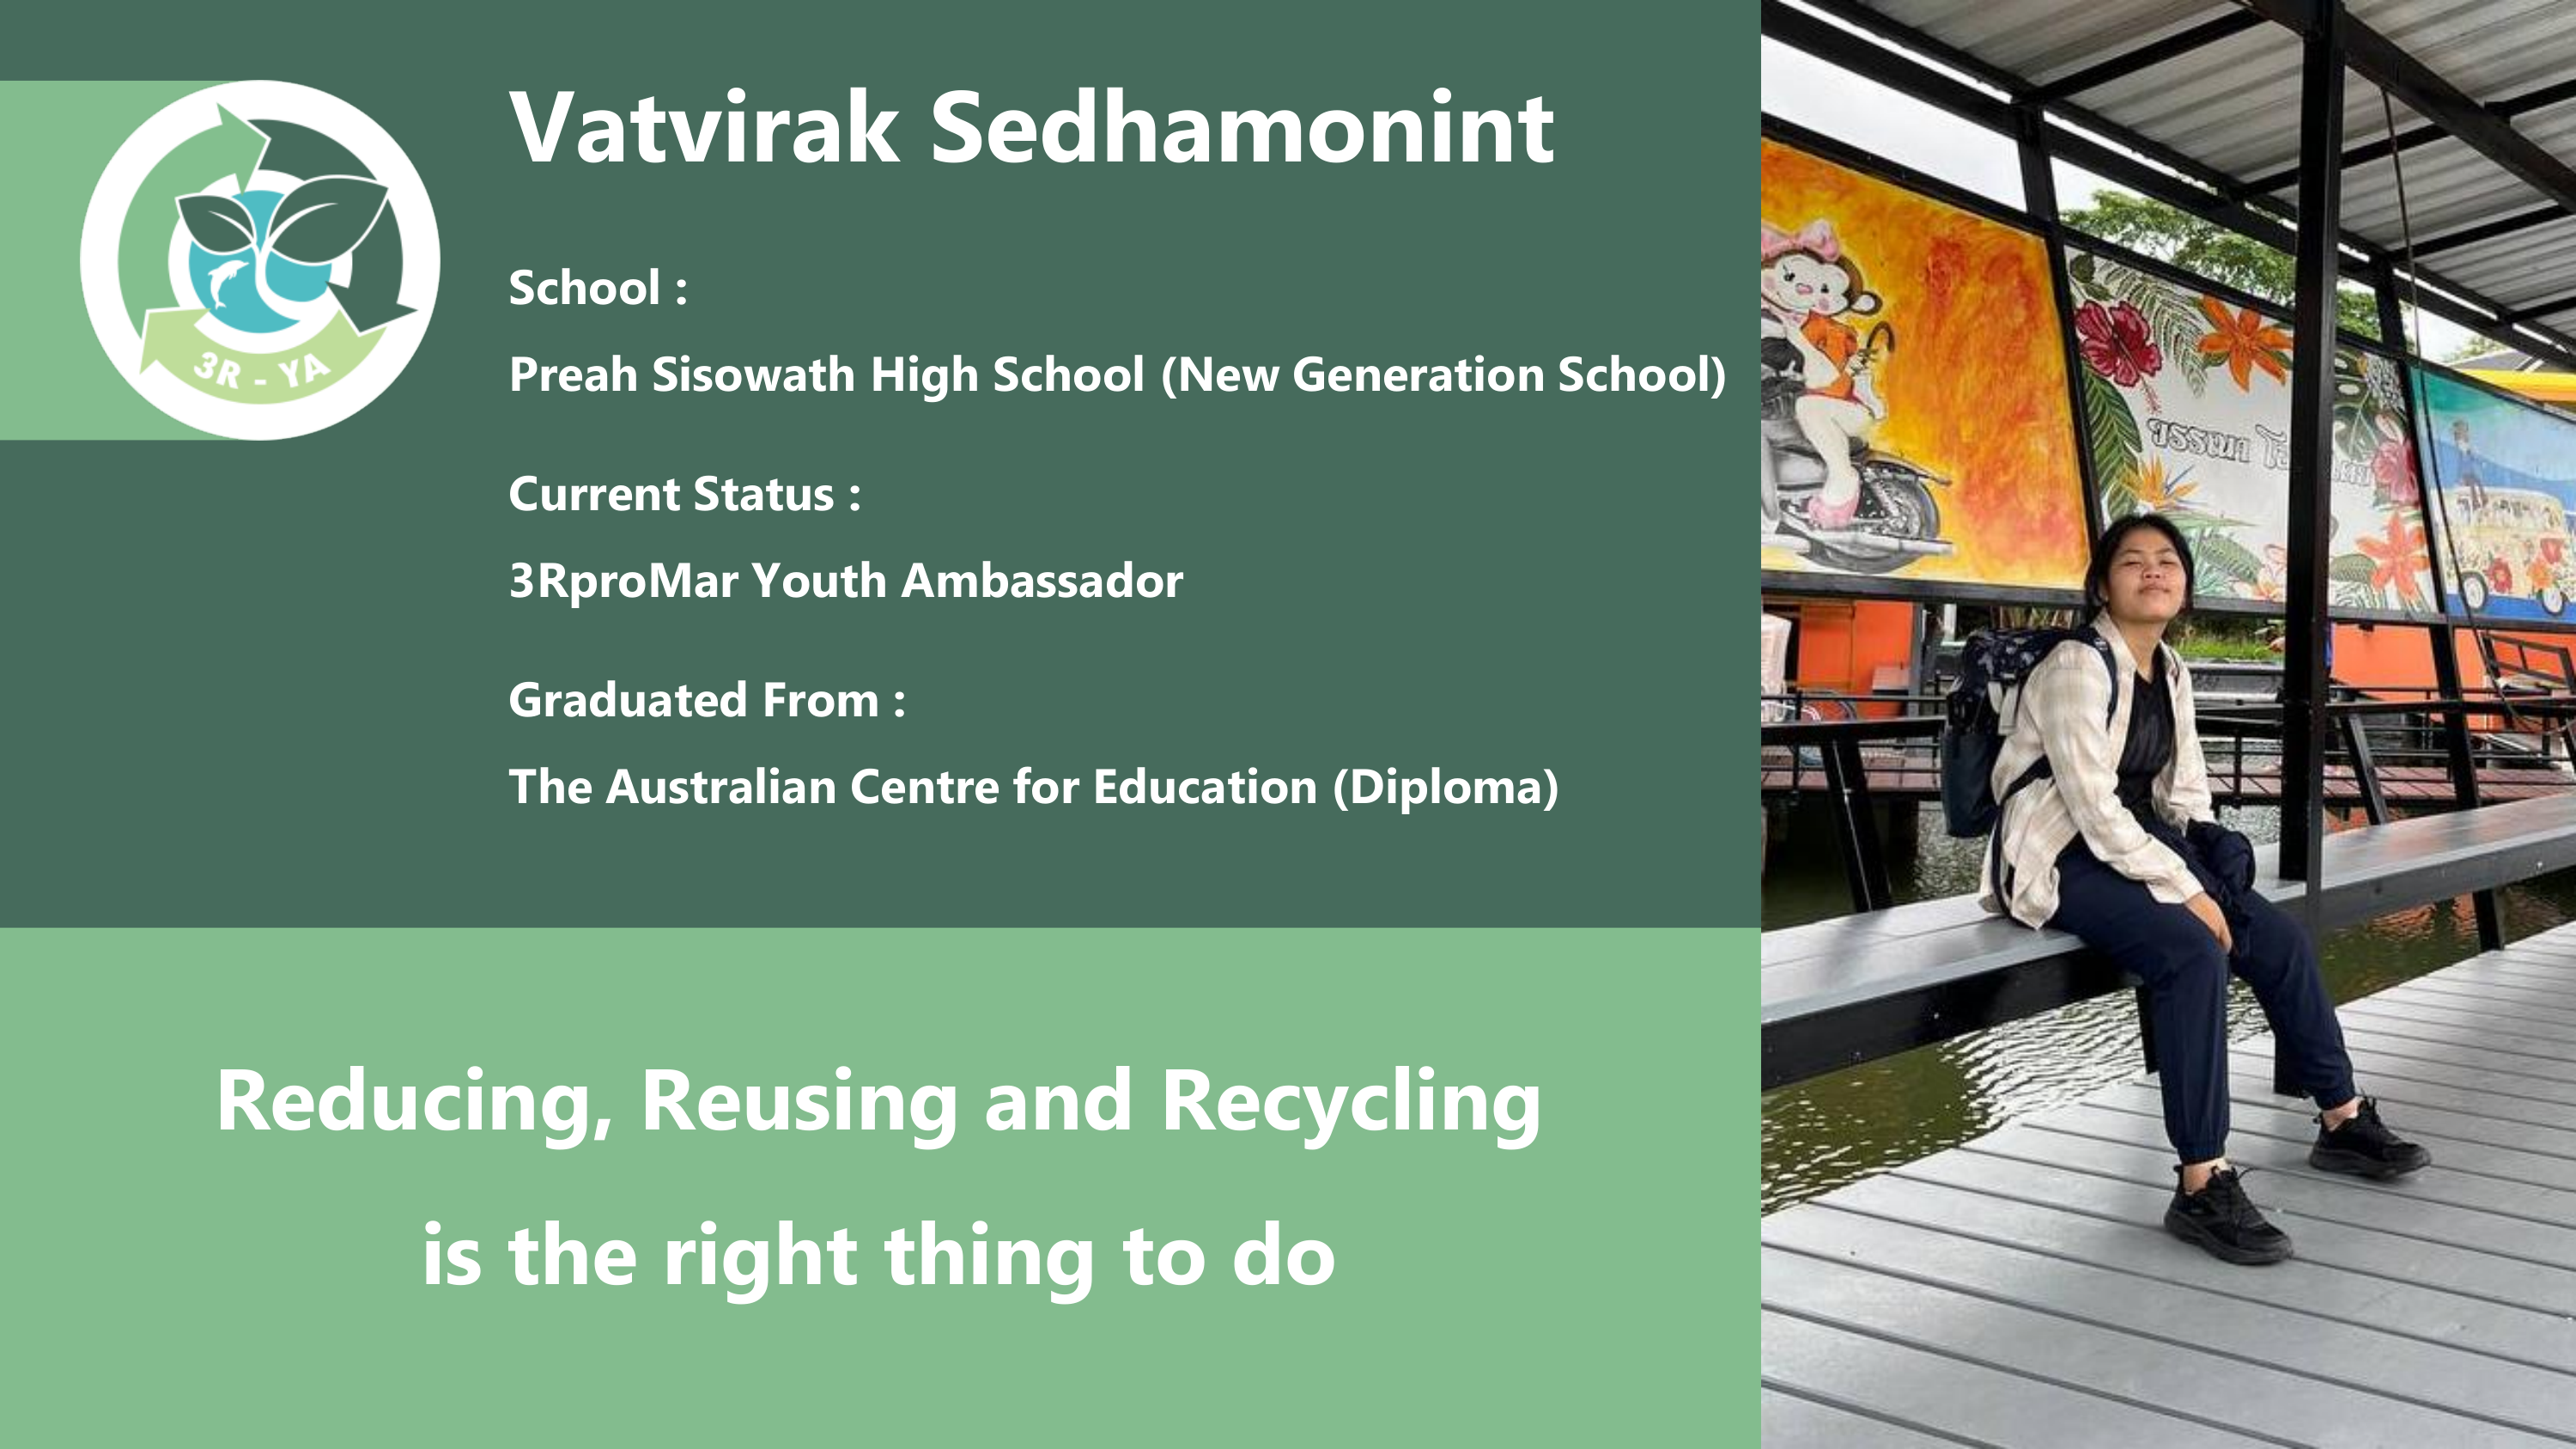 3R - YA
Vatvirak Sedhamonint
School :
Preah Sisowath High School (New Generation School)
Current Status :
3RproMar Youth Ambassador
Graduated From :
The Australian Centre for Education (Diploma)
Reducing, Reusing and Recycling
is the right thing to do